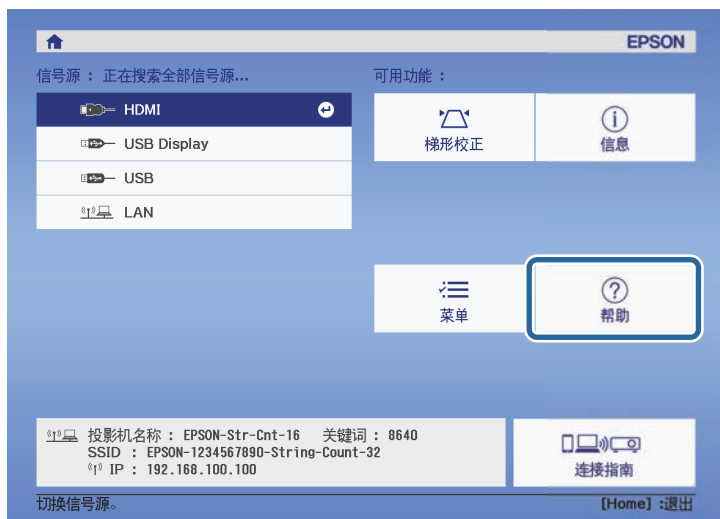 EPSON
信号源 : 正在搜索全部信号源...
可用功能 :
HDMI
USB Display
USB
LAN
梯形校正
信息
菜单
帮助
投影机名称 : EPSON-Str-Cnt-16 关键词 : 8640
SSID : EPSON-1234567890-String-Count-32
IP : 192.168.100.100
连接指南
切换信号源。
[Home] :退出